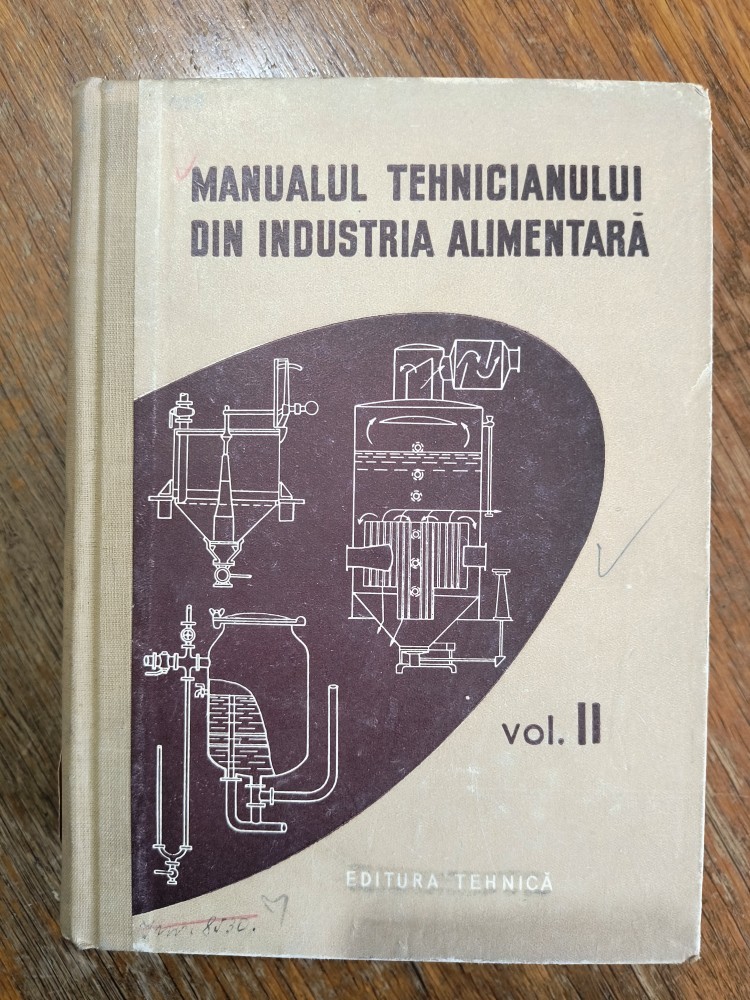 MANUALUL TEHNICIANULUI
DIN INDUSTRIA ALIMENTARĂ
vol. II
EDITURA TEHNICĂ